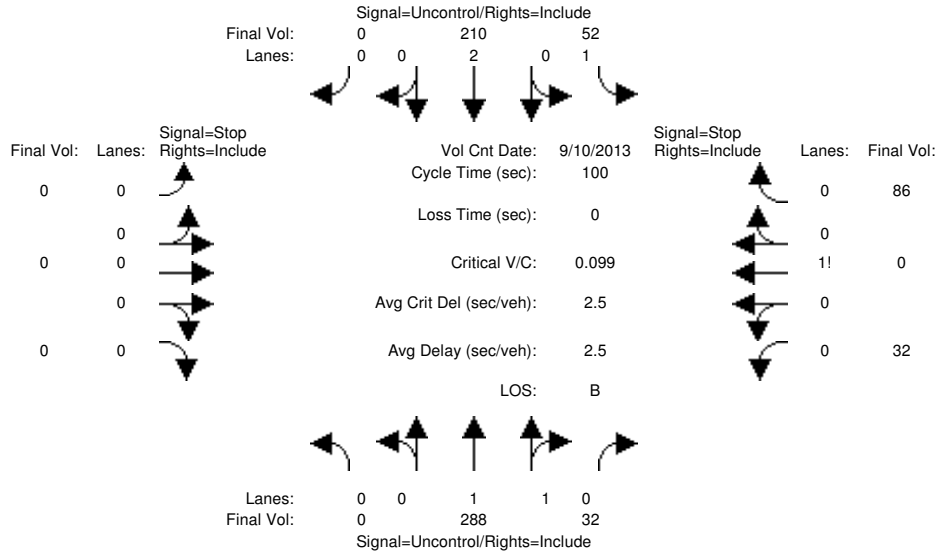 Signal=Uncontrol/Rights=Include
Final Vol: 0 210 52
Lanes: 0 0 2 0 1
Signal=Stop
Final Vol: Lanes: Rights=Include
Vol Cnt Date: 9/10/2013
Signal=Stop
Rights=Include Lanes: Final Vol:
Cycle Time (sec): 100
0 0
0 86
Loss Time (sec): 0
0
0
0 0
Critical V/C: 0.099
1! 0
0
Avg Crit Del (sec/veh): 2.5
0
0 0
Avg Delay (sec/veh): 2.5
0 32
LOS: B
Lanes: 0 0 1 1 0
Final Vol: 0 288 32
Signal=Uncontrol/Rights=Include